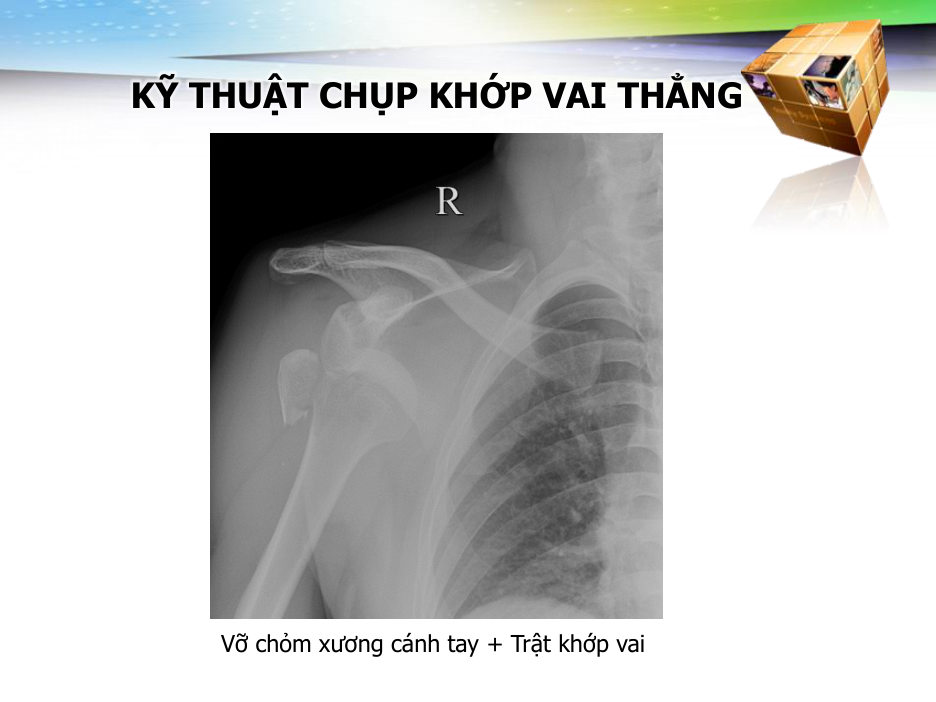 KỸ THUẬT CHỤP KHỚP VAI THẲNG
R
Vỡ chỏm xương cánh tay + Trật khớp vai